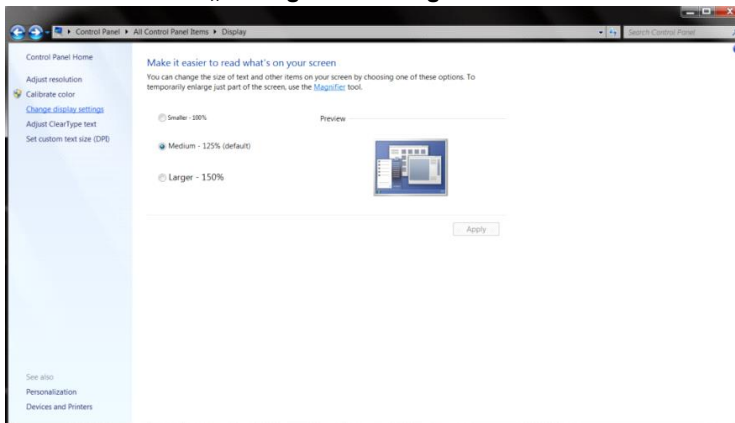 Control Panel ▸ All Control Panel Items ▸ Display
Search Control Panel
Control Panel Home
Adjust resolution
Calibrate color
Change display settings
Adjust ClearType text
Set custom text size (DPI)
See also
Personalization
Devices and Printers
Make it easier to read what's on your screen
You can change the size of text and other items on your screen by choosing one of these options. To
temporarily enlarge just part of the screen, use the Magnifier tool.
Smaller - 100%
Preview
Medium - 125% (default)
Larger - 150%
Apply